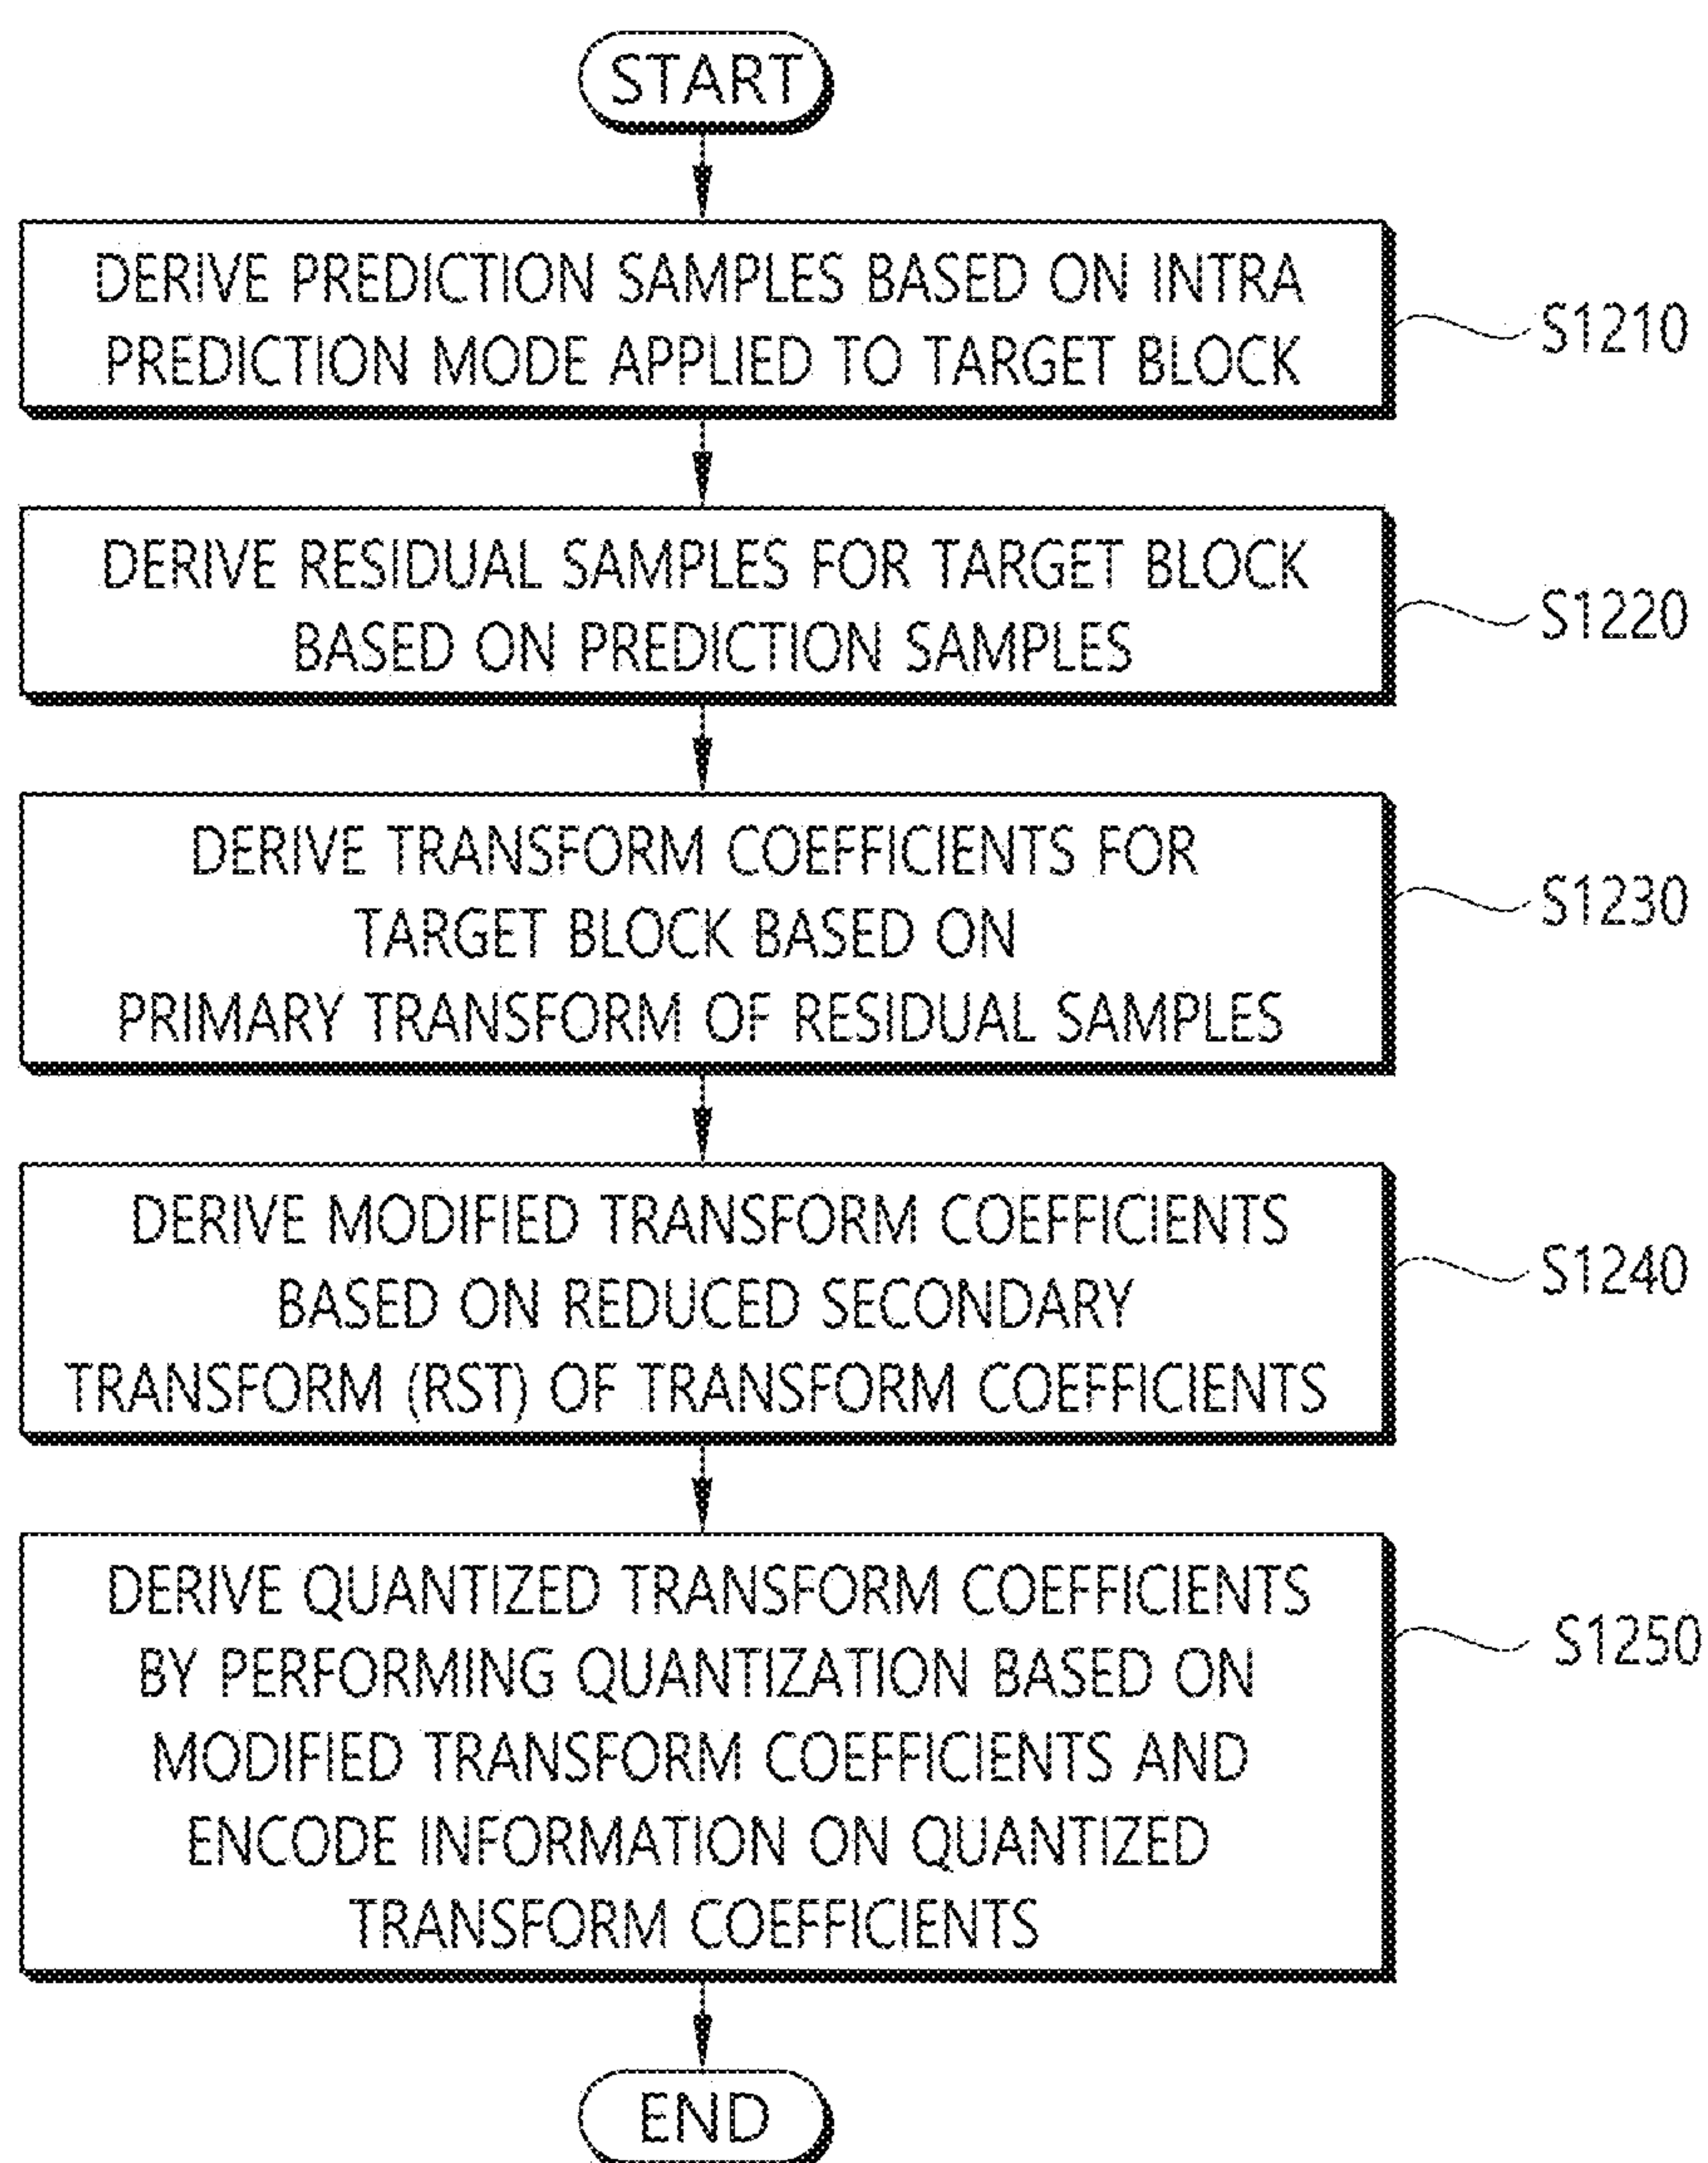 START
DERIVE PREDICTION SAMPLES BASED ON INTRA
PREDICTION MODE APPLIED TO TARGET BLOCK
S1210
DERIVE RESIDUAL SAMPLES FOR TARGET BLOCK
BASED ON PREDICTION SAMPLES
S1220
DERIVE TRANSFORM COEFFICIENTS FOR
TARGET BLOCK BASED ON
PRIMARY TRANSFORM OF RESIDUAL SAMPLES
S1230
DERIVE MODIFIED TRANSFORM COEFFICIENTS
BASED ON REDUCED SECONDARY
TRANSFORM (RST) OF TRANSFORM COEFFICIENTS
S1240
DERIVE QUANTIZED TRANSFORM COEFFICIENTS
BY PERFORMING QUANTIZATION BASED ON
MODIFIED TRANSFORM COEFFICIENTS AND
ENCODE INFORMATION ON QUANTIZED
TRANSFORM COEFFICIENTS
S1250
END